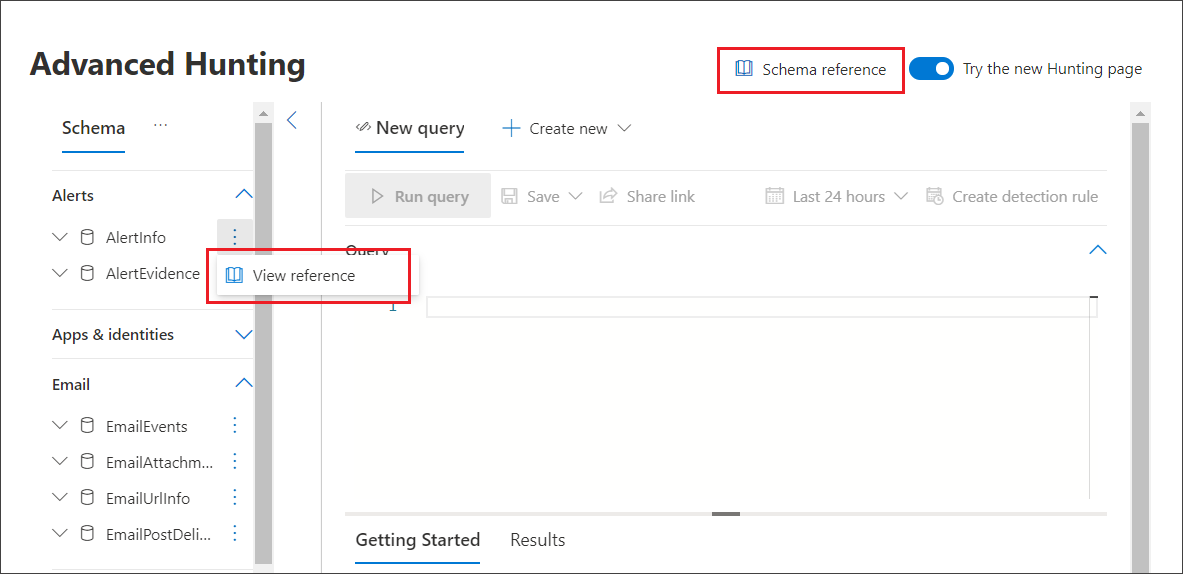 Advanced Hunting
Schema reference
Try the new Hunting page
Schema ...
New query
Create new
Alerts
Run query
Save
Share link
Last 24 hours
Create detection rule
AlertInfo
Query
AlertEvidence
View reference
1
Apps & identities
Email
EmailEvents
EmailAttachm...
EmailUrlInfo
EmailPostDeli...
Getting Started
Results